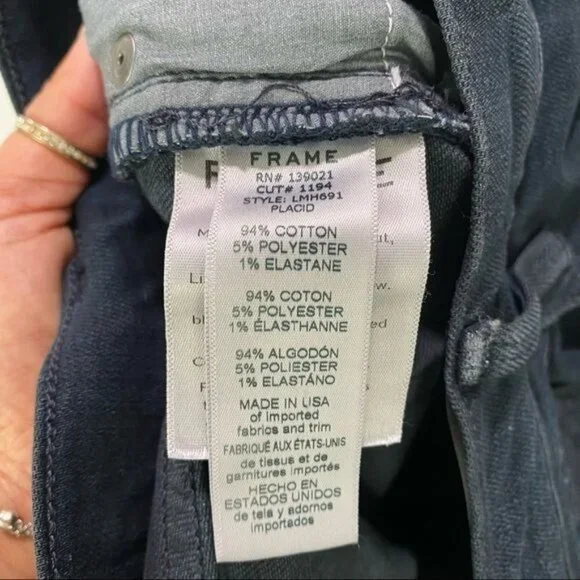 FRAME
RN# 139021
CUT# 1194
STYLE: LMH691
PLACID
94% COTTON
5% POLYESTER
1% ELASTANE
94% COTON
5% POLYESTER
1% ÉLASTHANNE
94% ALGODÓN
5% POLIESTER
1% ELASTÁNO
MADE IN USA
of imported
fabrics and trim
FABRIQUÉ AUX ÉTATS-UNIS
de tissus et de
garnitures importés
HECHO EN
ESTADOS UNIDOS
de tela y adornos
importados